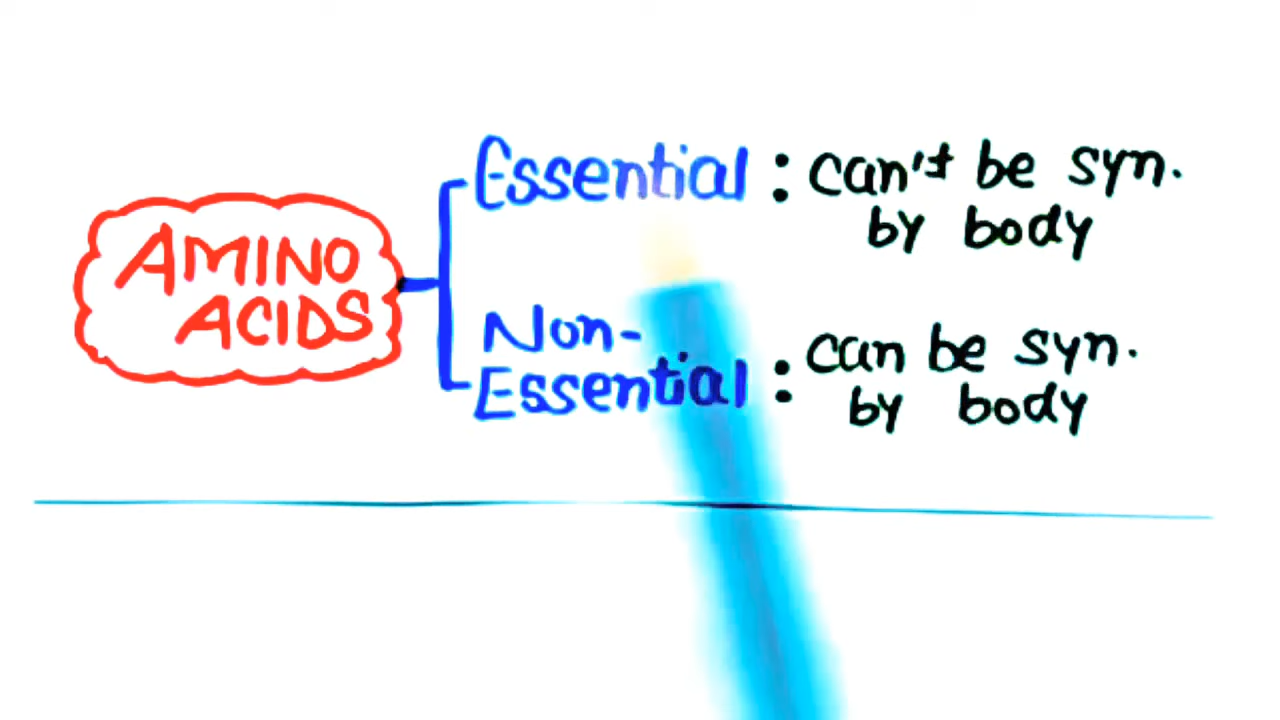 AMINO
ACIDS
Essential : can't be syn.
by body
Non-
Essential : can be syn.
by body